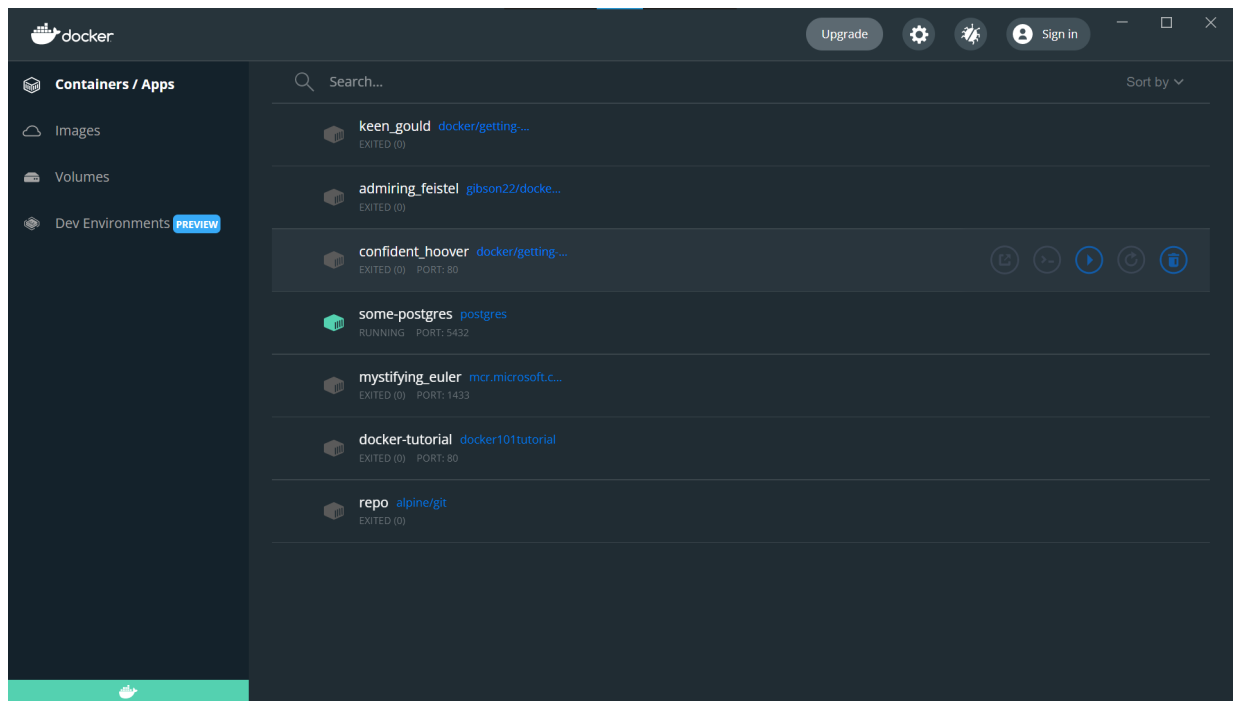 docker
Upgrade
Sign in
Containers / Apps
Images
Volumes
Dev Environments PREVIEW
Search...
Sort by
keen_gould docker/getting-...
EXITED (0)
admiring_feistel gibson22/docke...
EXITED (0)
confident_hoover docker/getting-...
EXITED (0) PORT: 80
some-postgres postgres
RUNNING PORT: 5432
mystifying_euler mcr.microsoft.c...
EXITED (0) PORT: 1433
docker-tutorial docker101tutorial
EXITED (0) PORT: 80
repo alpine/git
EXITED (0)